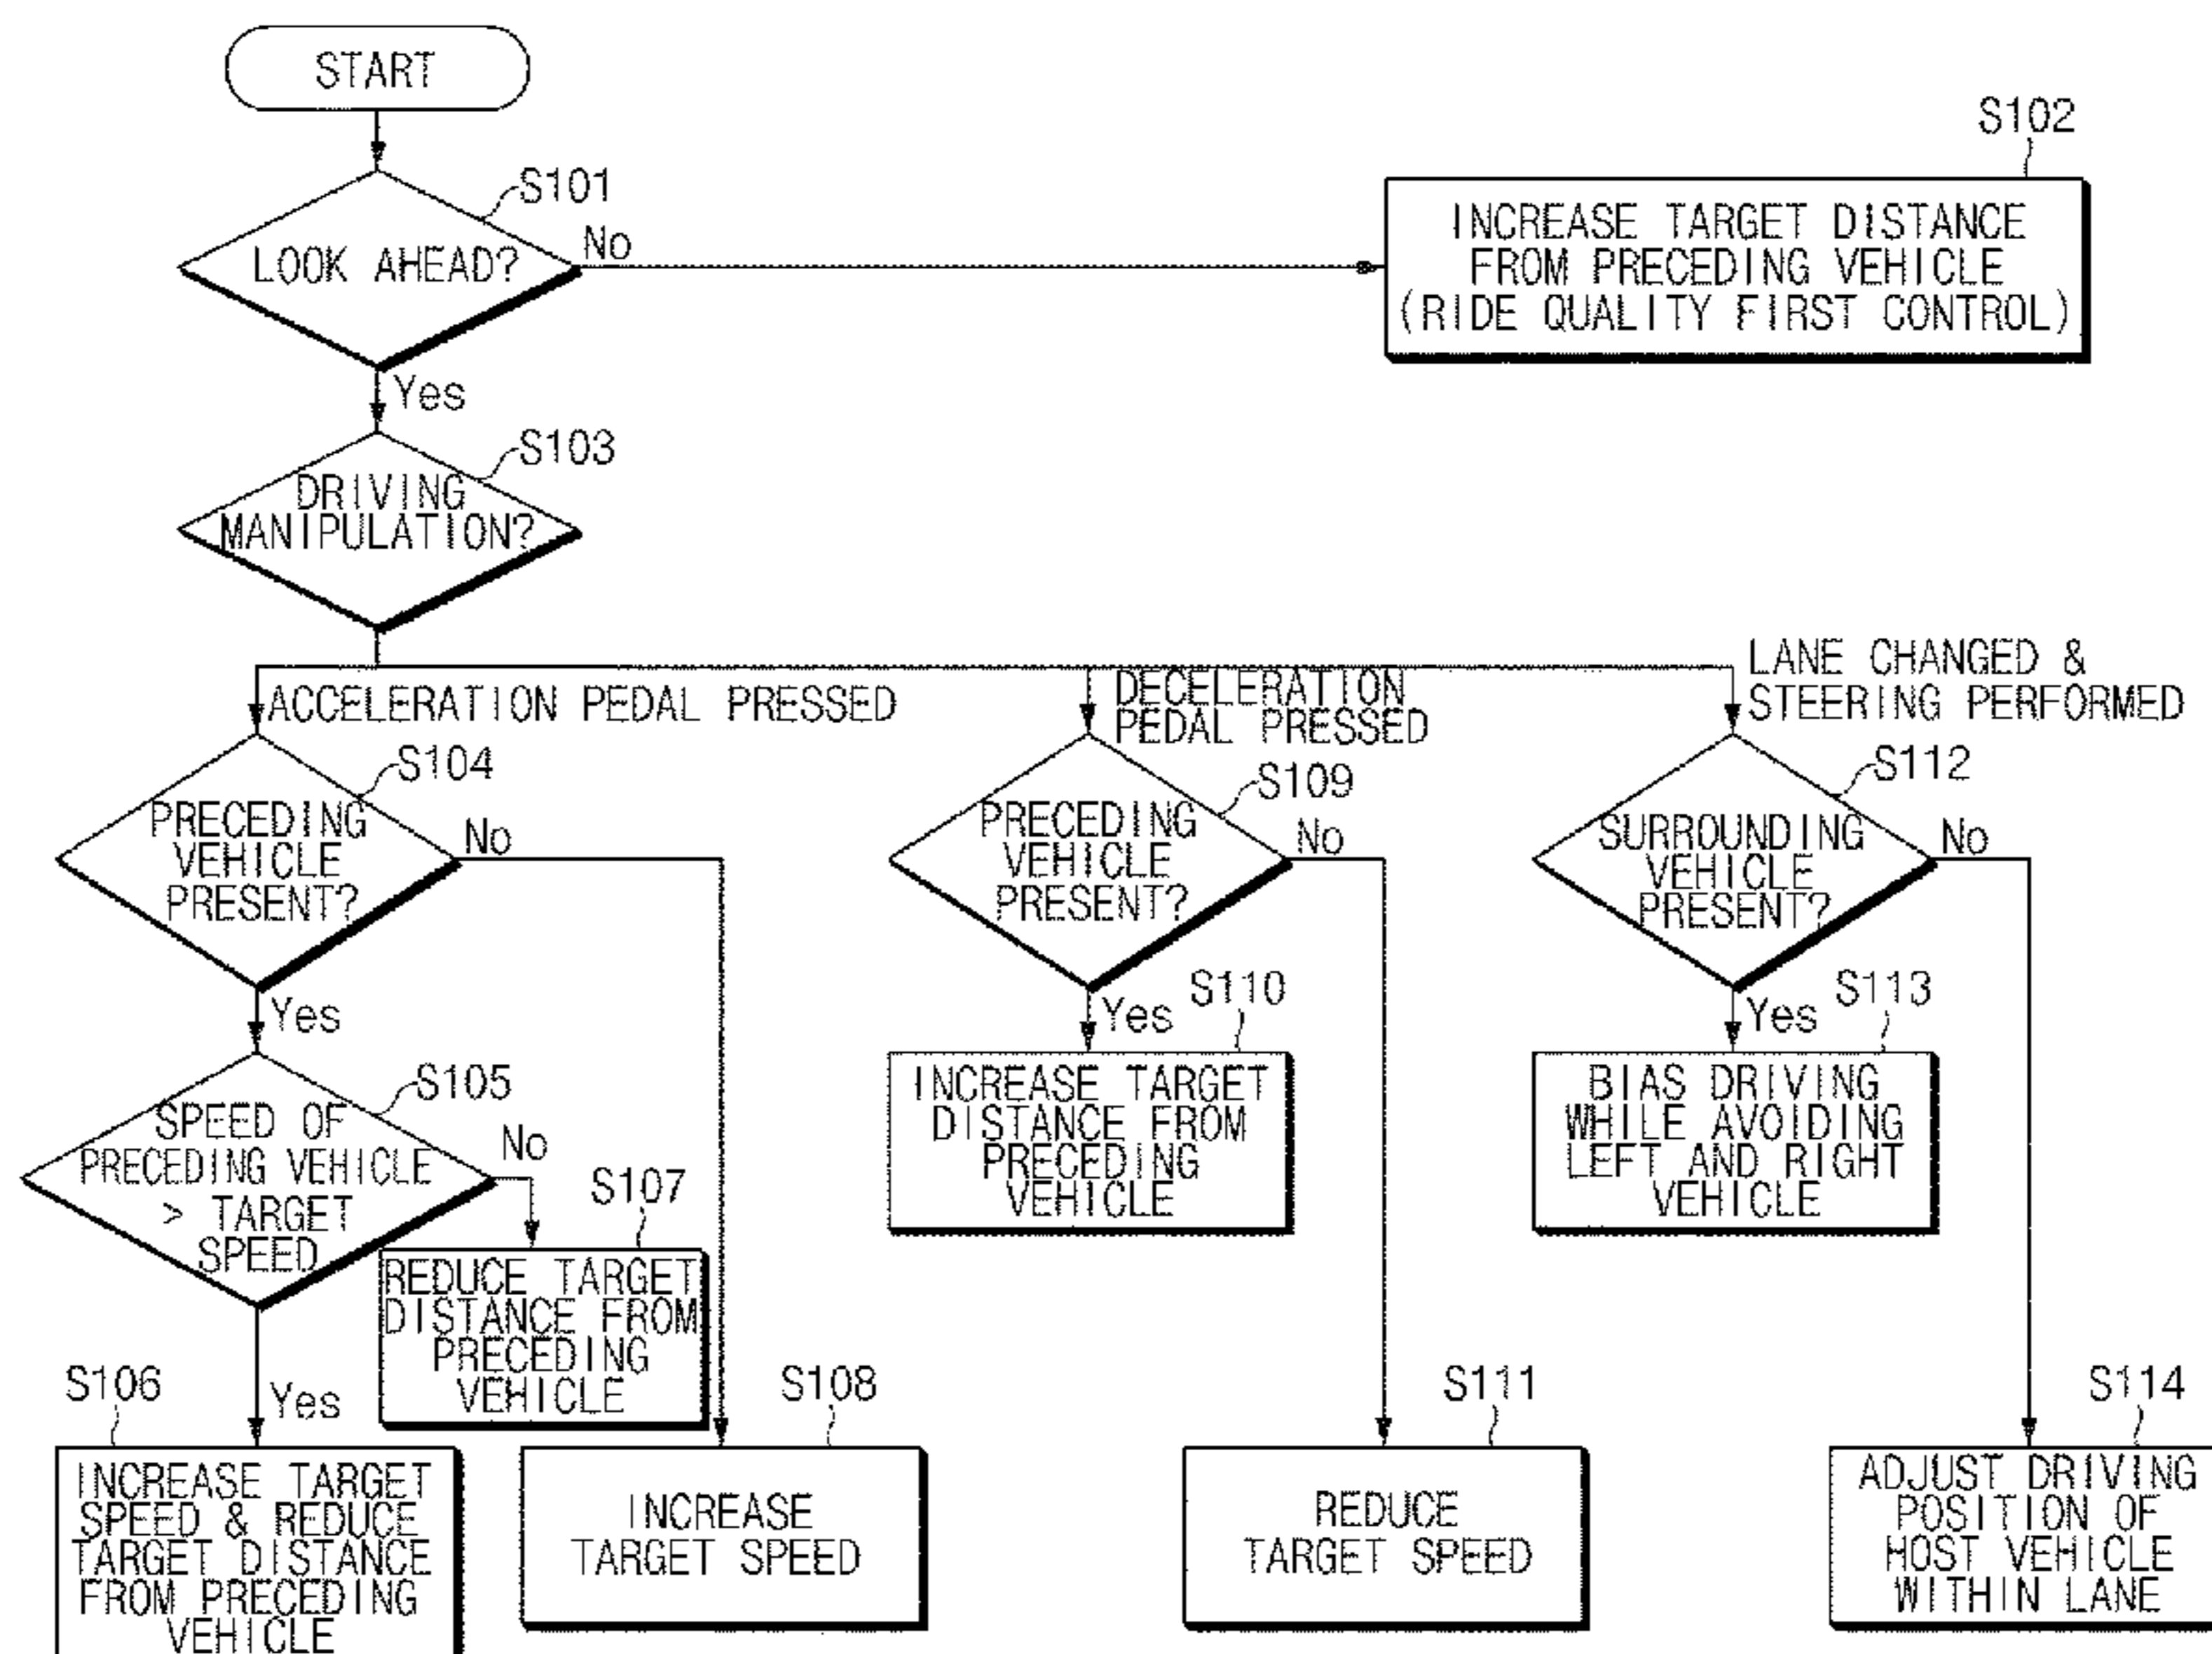 START
S101
LOOK AHEAD?
No
S102
INCREASE TARGET DISTANCE
FROM PRECEDING VEHICLE
(RIDE QUALITY FIRST CONTROL)
Yes
S103
DRIVING
MANIPULATION?
ACCELERATION PEDAL PRESSED
DECELERATION
PEDAL PRESSED
LANE CHANGED &
STEERING PERFORMED
S104
PRECEDING
VEHICLE
PRESENT?
No
Yes
S109
PRECEDING
VEHICLE
PRESENT?
No
Yes
S112
SURROUNDING
VEHICLE
PRESENT?
No
Yes
S105
SPEED OF
PRECEDING VEHICLE
> TARGET
SPEED
No
Yes
S107
REDUCE TARGET
DISTANCE FROM
PRECEDING
VEHICLE
S110
INCREASE TARGET
DISTANCE FROM
PRECEDING
VEHICLE
S113
BIAS DRIVING
WHILE AVOIDING
LEFT AND RIGHT
VEHICLE
S106
INCREASE TARGET
SPEED & REDUCE
TARGET DISTANCE
FROM PRECEDING
VEHICLE
S108
INCREASE
TARGET SPEED
S111
REDUCE
TARGET SPEED
S114
ADJUST DRIVING
POSITION OF
HOST VEHICLE
WITHIN LANE